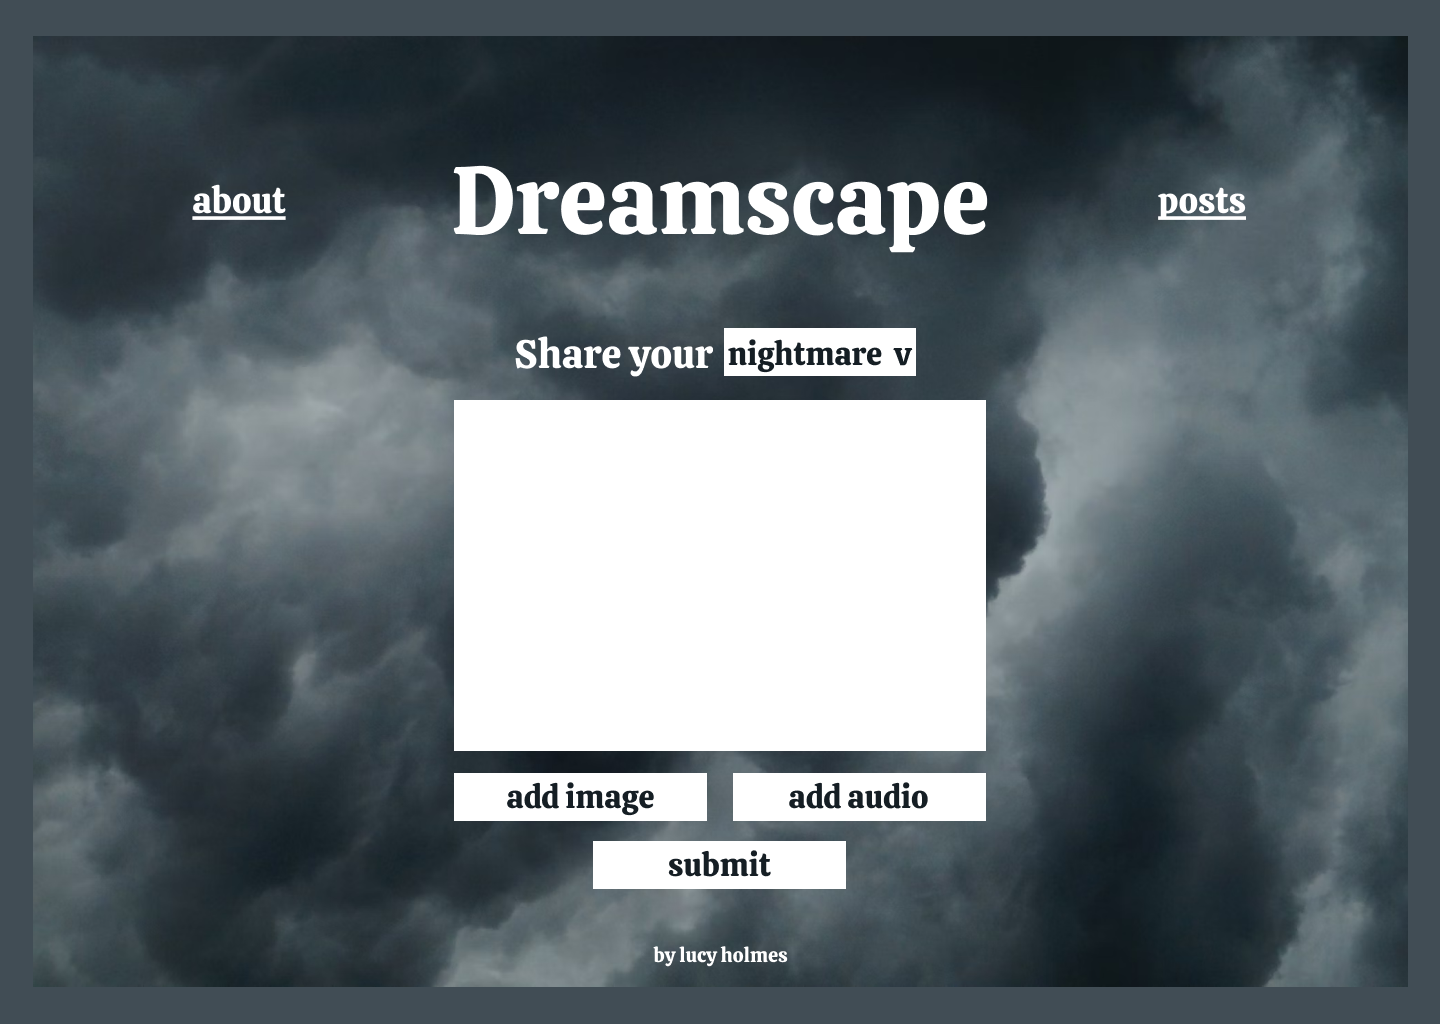 about
Dreamscape
posts
Share your nightmare v
add image
add audio
submit
by lucy holmes